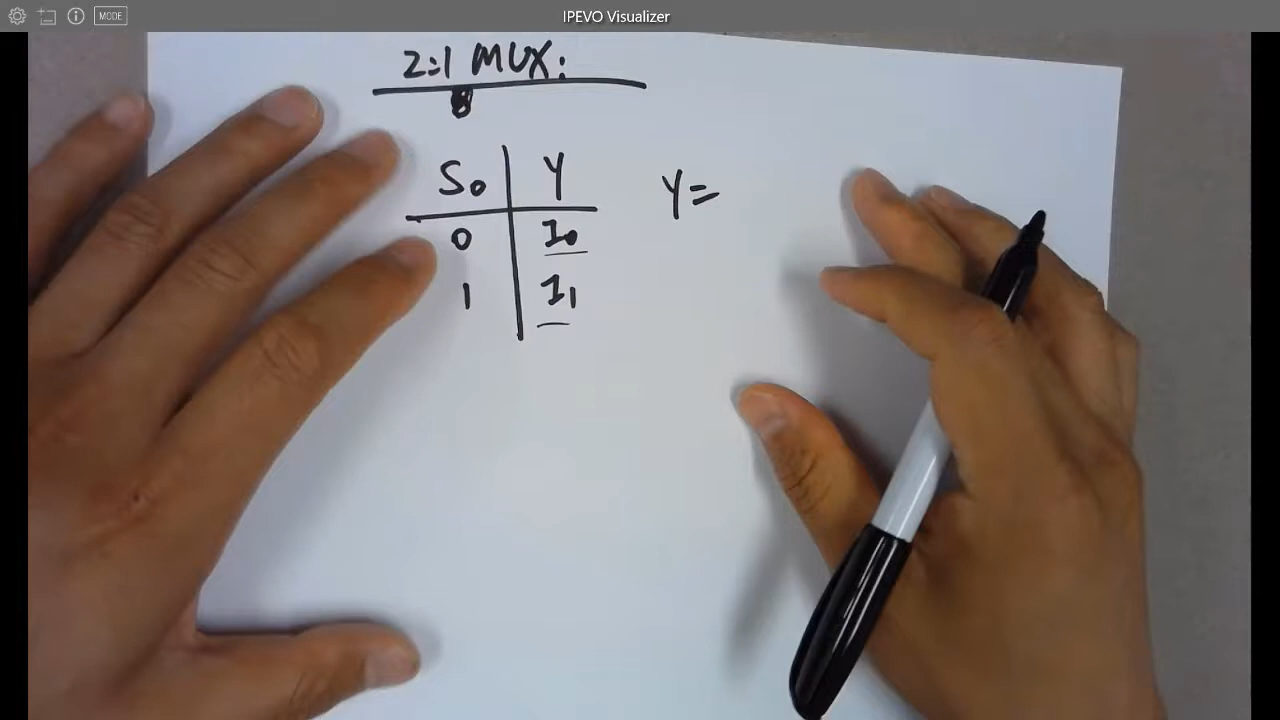 MODE
IPEVO Visualizer
2:1 MUX:
S0 Y
0 I0
1 I1
Y=